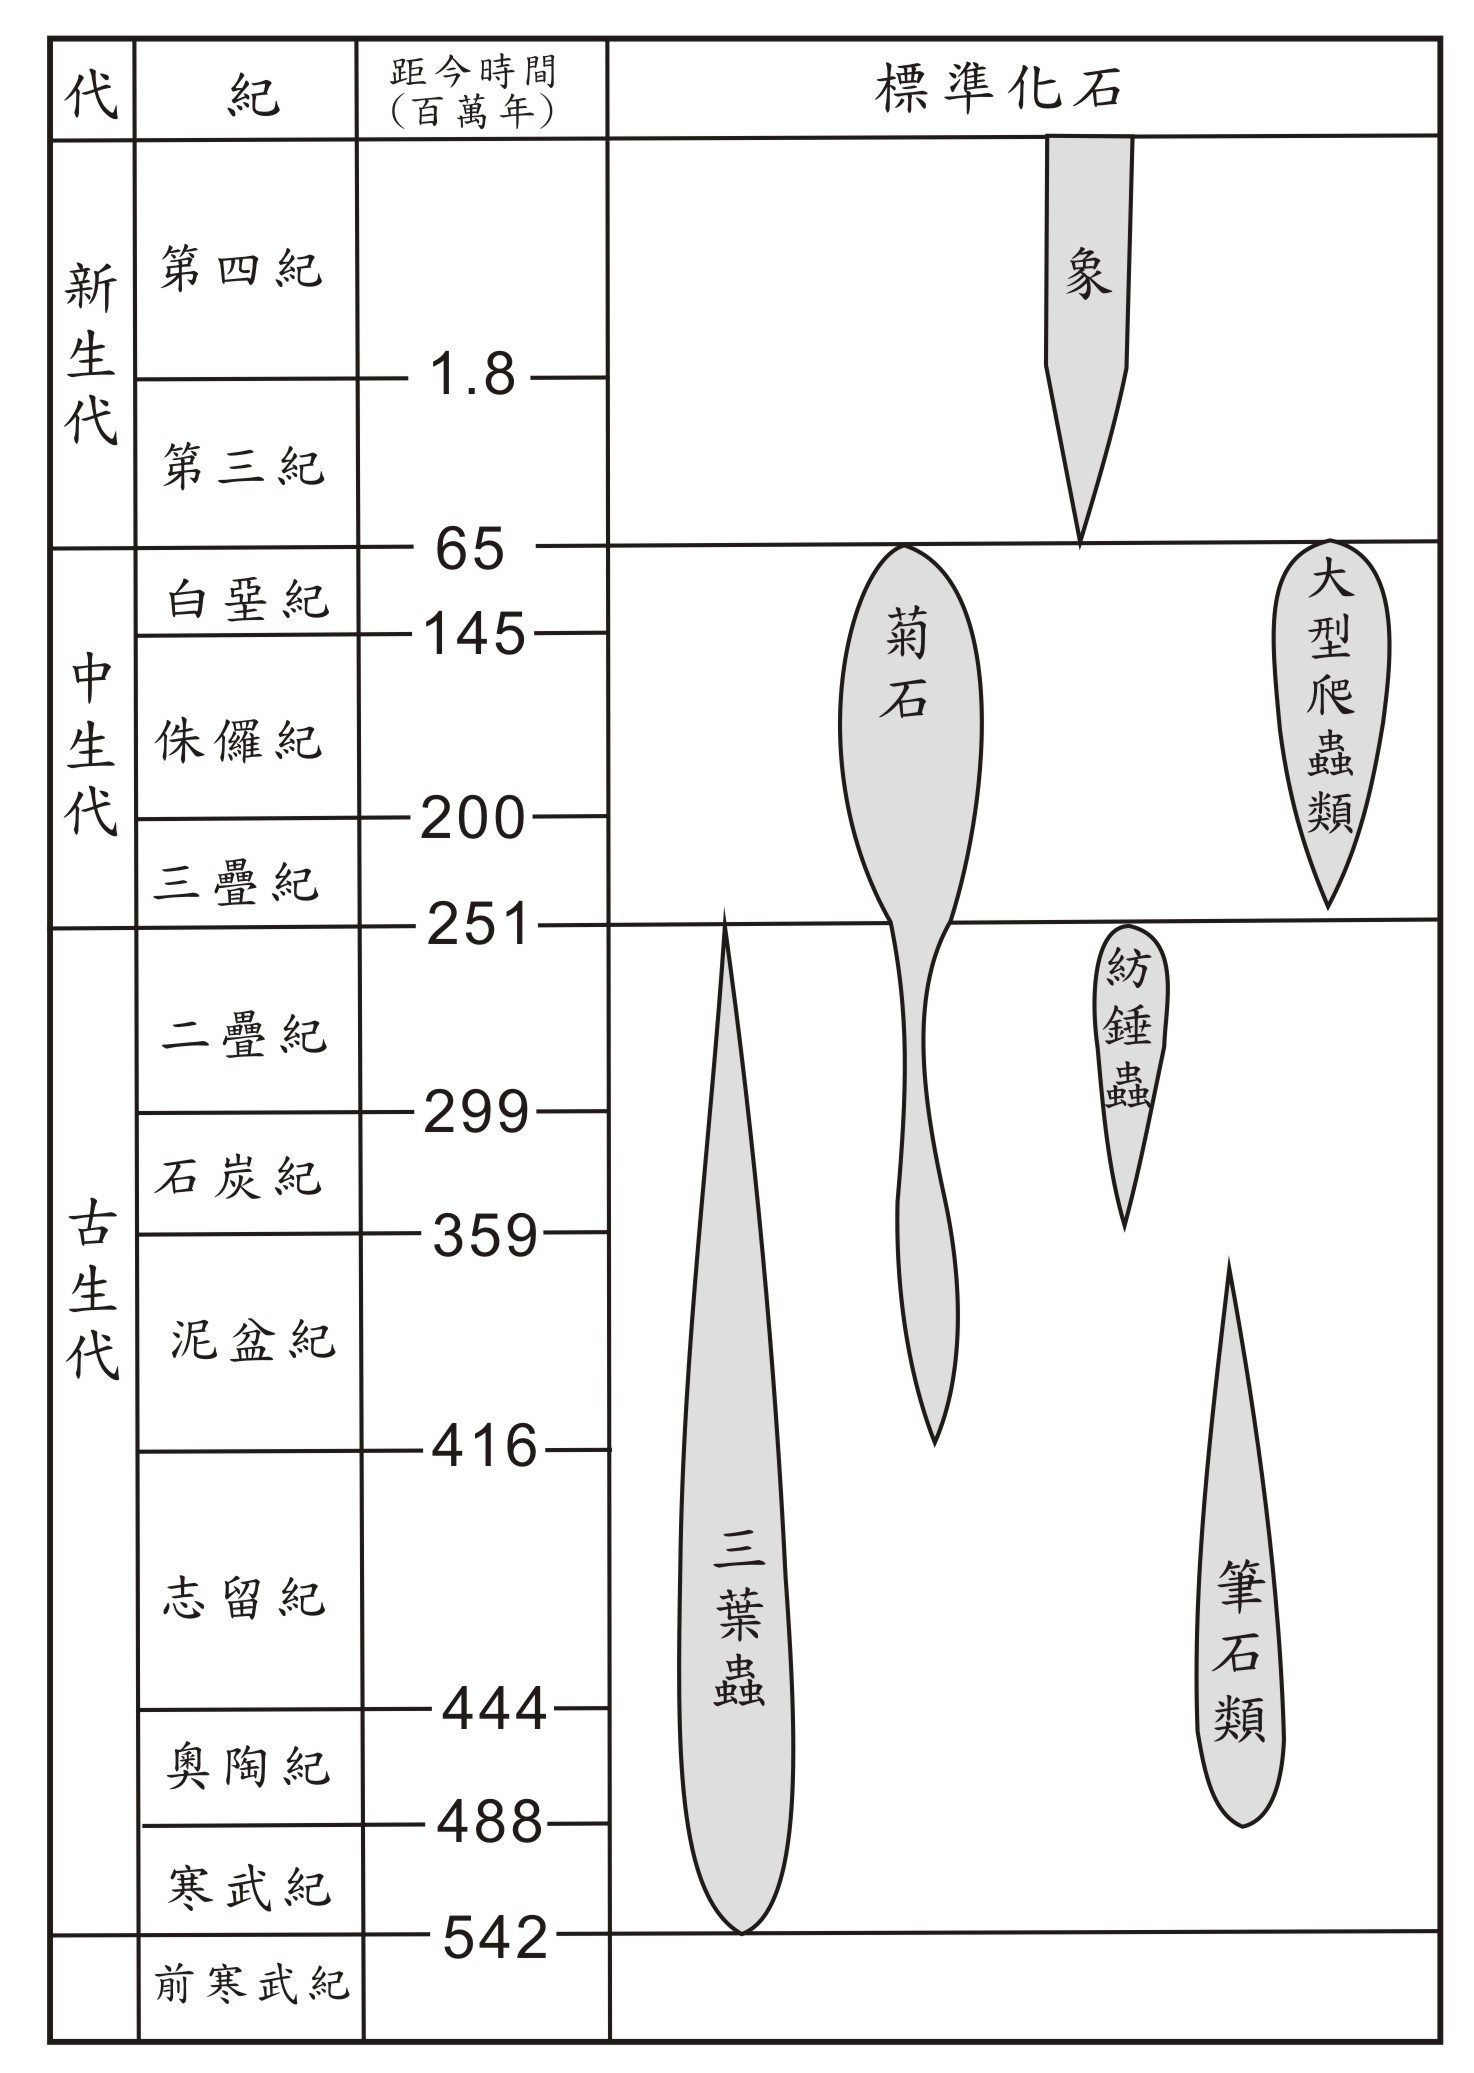 代
紀
距今時間
(百萬年)
標準化石
新生代
第四紀
1.8
第三紀
65
中生代
白堊紀
145
侏儸紀
200
三疊紀
251
古生代
二疊紀
299
石炭紀
359
泥盆紀
416
志留紀
444
奧陶紀
488
寒武紀
542
前寒武紀
象
菊石
大型爬蟲類
紡錘蟲
三葉蟲
筆石類